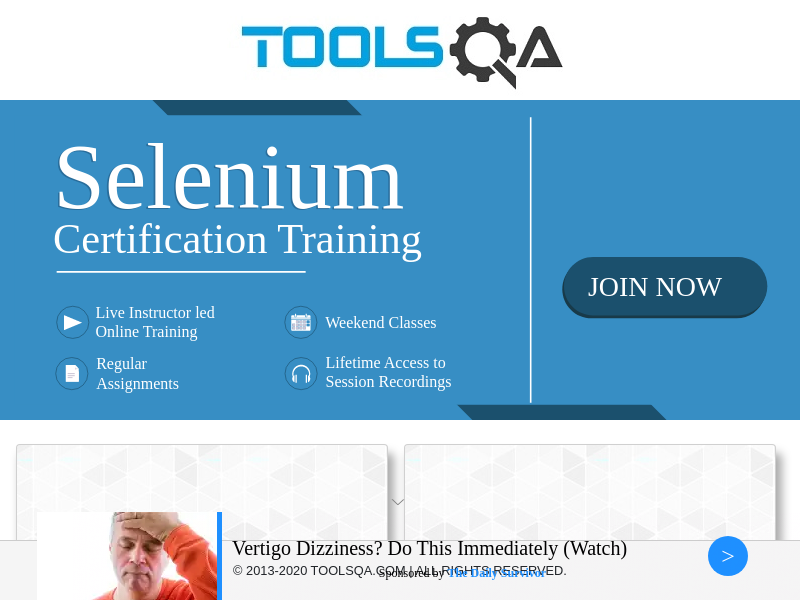 TOOLSQA
Selenium
Certification Training
Live Instructor led
Online Training
Weekend Classes
Regular
Assignments
Lifetime Access to
Session Recordings
JOIN NOW
Vertigo Dizziness? Do This Immediately (Watch)
© 2013-2020 TOOLSQA.COM | ALL RIGHTS RESERVED.
Sponsored by The Daily Survivor
>